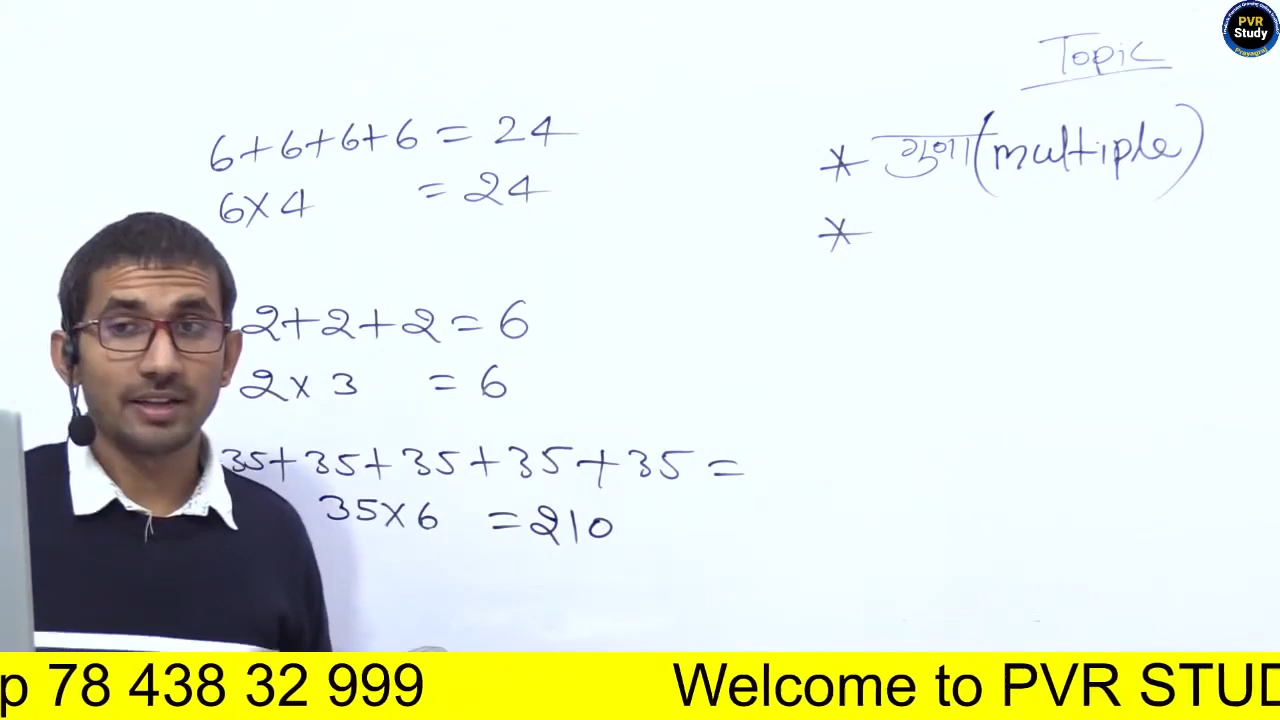 PVR
Study
Prayagraj
Topic
* गुणा (multiple)
*
6+6+6+6 = 24
6×4 = 24
2+2+2 = 6
2×3 = 6
35+35+35+35+35 =
35×6 = 210
p 78 438 32 999 Welcome to PVR STUD